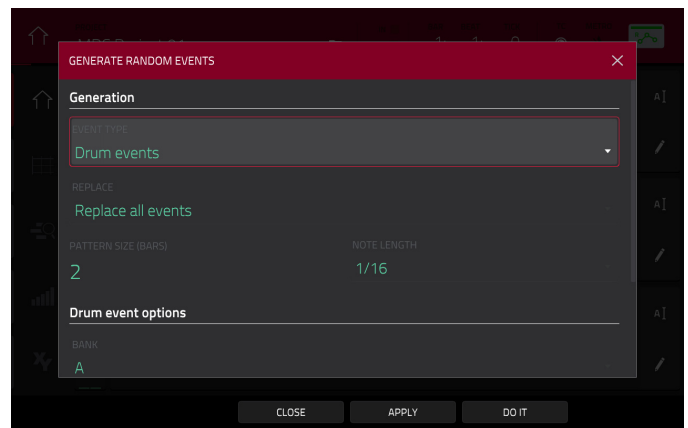 GENERATE RANDOM EVENTS
Generation
EVENT TYPE
Drum events
REPLACE
Replace all events
PATTERN SIZE (BARS) NOTE LENGTH
2 1/16
Drum event options
BANK
A
CLOSE APPLY DO IT